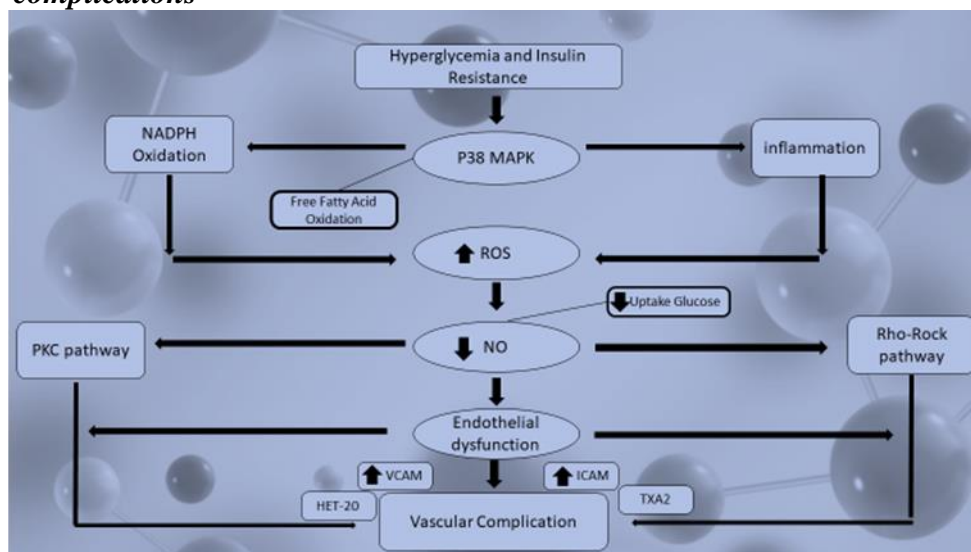 complications
Hyperglycemia and Insulin
Resistance
NADPH
Oxidation
P38 MAPK
inflammation
Free Fatty Acid
Oxidation
ROS
Uptake Glucose
PKC pathway
NO
Rho-Rock
pathway
Endothelial
dysfunction
VCAM
ICAM
HET-20
TXA2
Vascular Complication